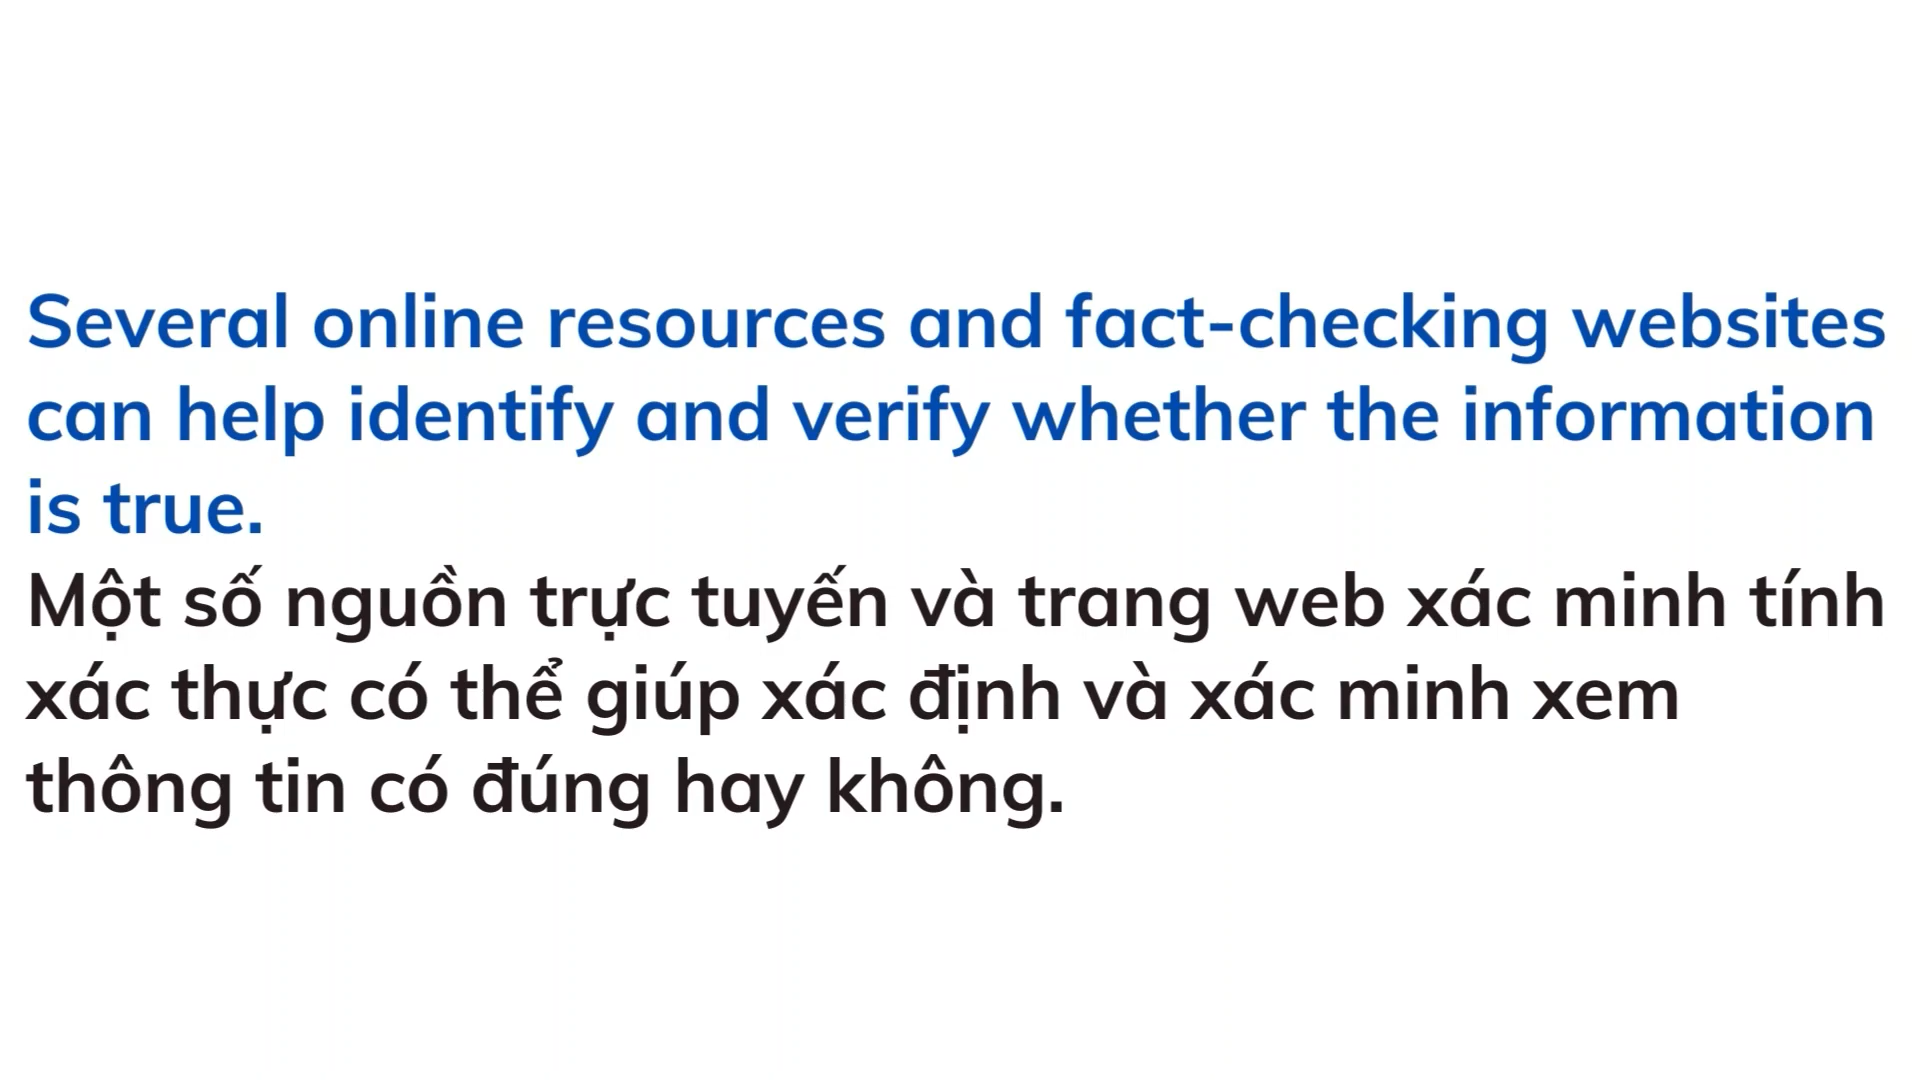 Several online resources and fact-checking websites
can help identify and verify whether the information
is true.
Một số nguồn trực tuyến và trang web xác minh tính
xác thực có thể giúp xác định và xác minh xem
thông tin có đúng hay không.